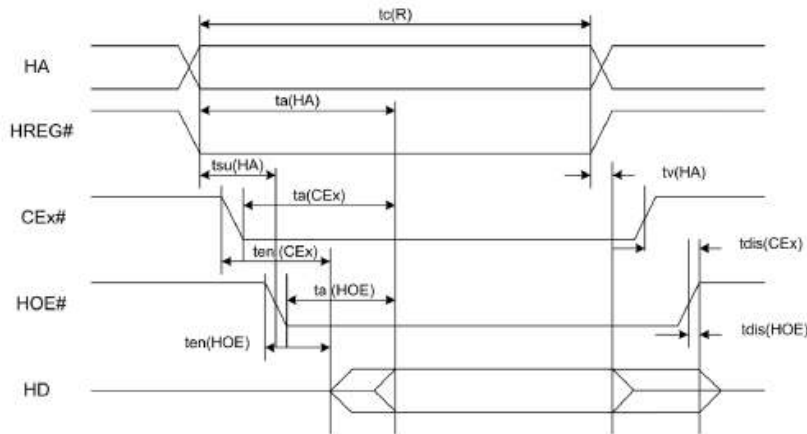 tc(R)
HA
ta(HA)
HREG#
tsu(HA)
tv(HA)
ta(CEx)
CEx#
ten(CEx)
tdis(CEx)
ta(HOE)
HOE#
ten(HOE)
tdis(HOE)
HD